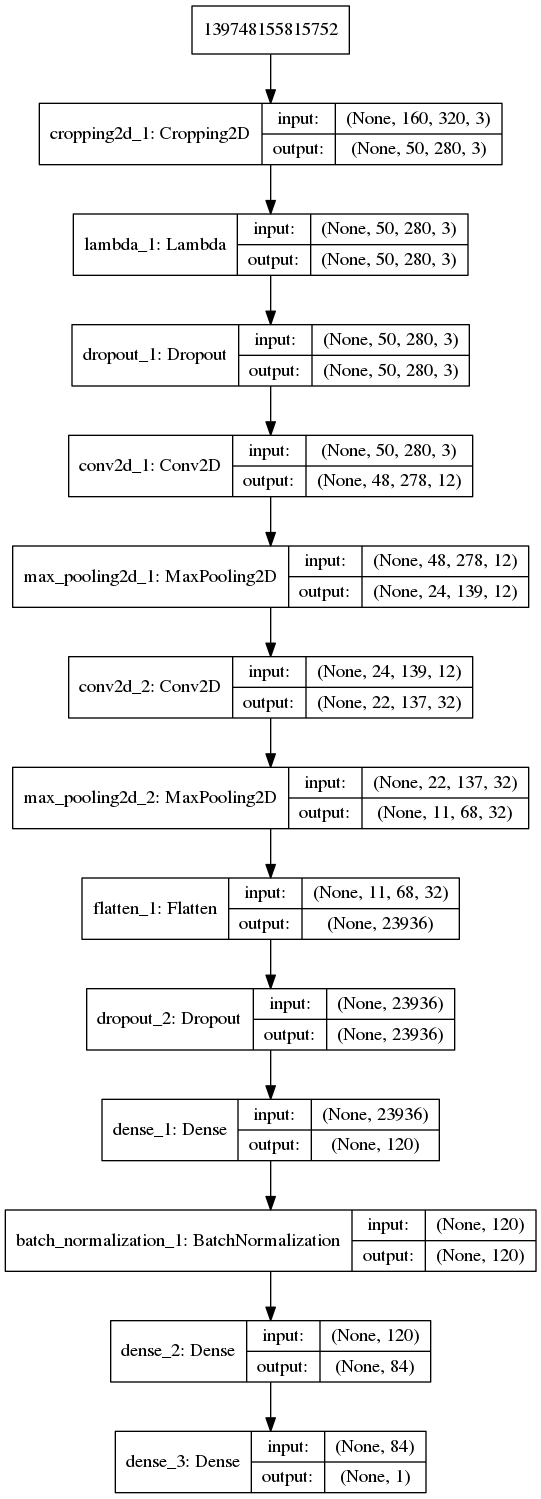 139748155815752
cropping2d_1: Cropping2D
input: (None, 160, 320, 3)
output: (None, 50, 280, 3)
lambda_1: Lambda
input: (None, 50, 280, 3)
output: (None, 50, 280, 3)
dropout_1: Dropout
input: (None, 50, 280, 3)
output: (None, 50, 280, 3)
conv2d_1: Conv2D
input: (None, 50, 280, 3)
output: (None, 48, 278, 12)
max_pooling2d_1: MaxPooling2D
input: (None, 48, 278, 12)
output: (None, 24, 139, 12)
conv2d_2: Conv2D
input: (None, 24, 139, 12)
output: (None, 22, 137, 32)
max_pooling2d_2: MaxPooling2D
input: (None, 22, 137, 32)
output: (None, 11, 68, 32)
flatten_1: Flatten
input: (None, 11, 68, 32)
output: (None, 23936)
dropout_2: Dropout
input: (None, 23936)
output: (None, 23936)
dense_1: Dense
input: (None, 23936)
output: (None, 120)
batch_normalization_1: BatchNormalization
input: (None, 120)
output: (None, 120)
dense_2: Dense
input: (None, 120)
output: (None, 84)
dense_3: Dense
input: (None, 84)
output: (None, 1)